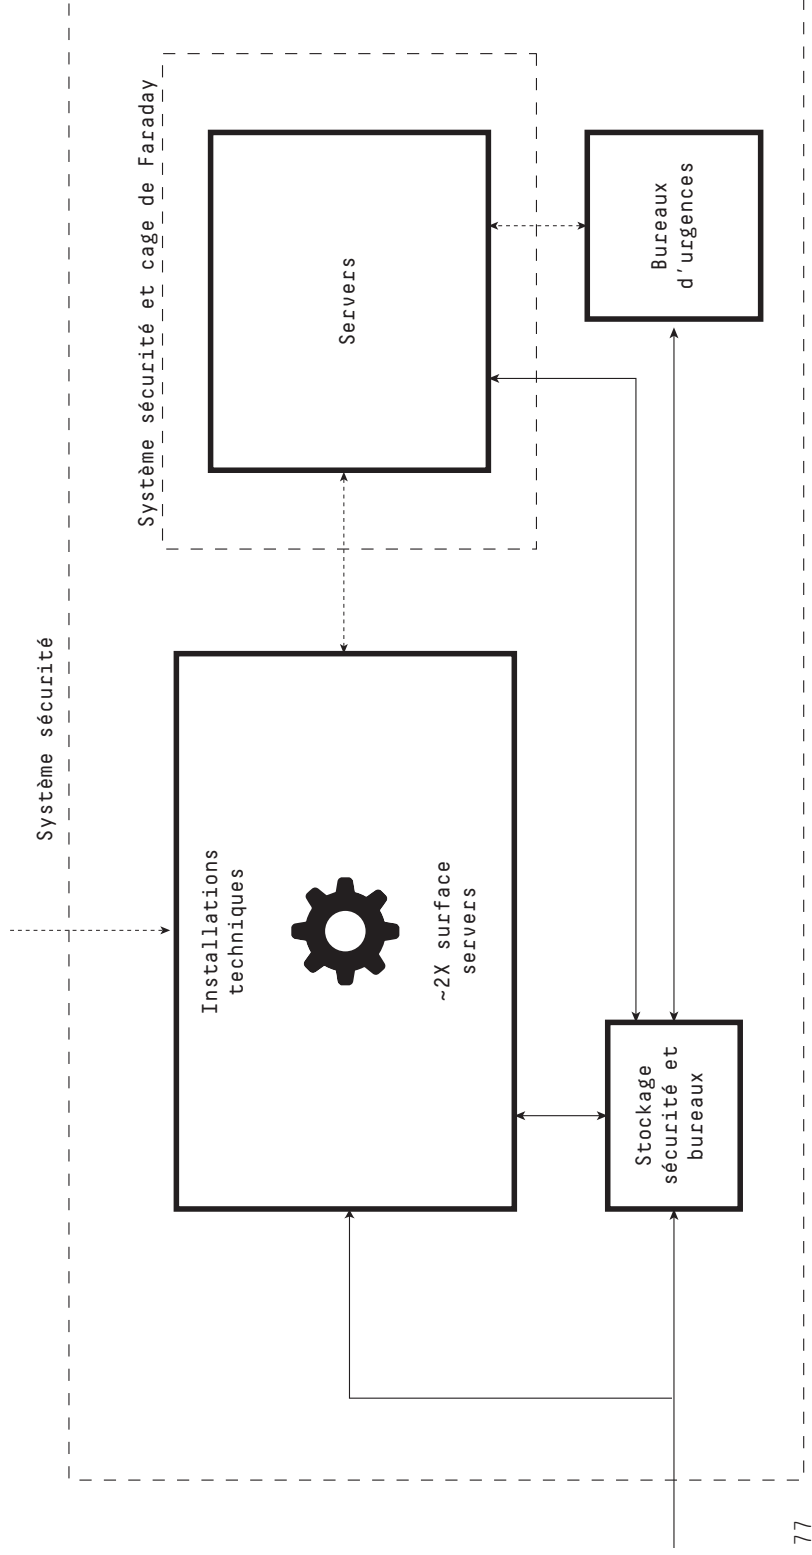 Système sécurité
Système sécurité et cage de Faraday
Installations
techniques
~2X surface
servers
Servers
Stockage
sécurité et
bureaux
Bureaux
d'urgences
77